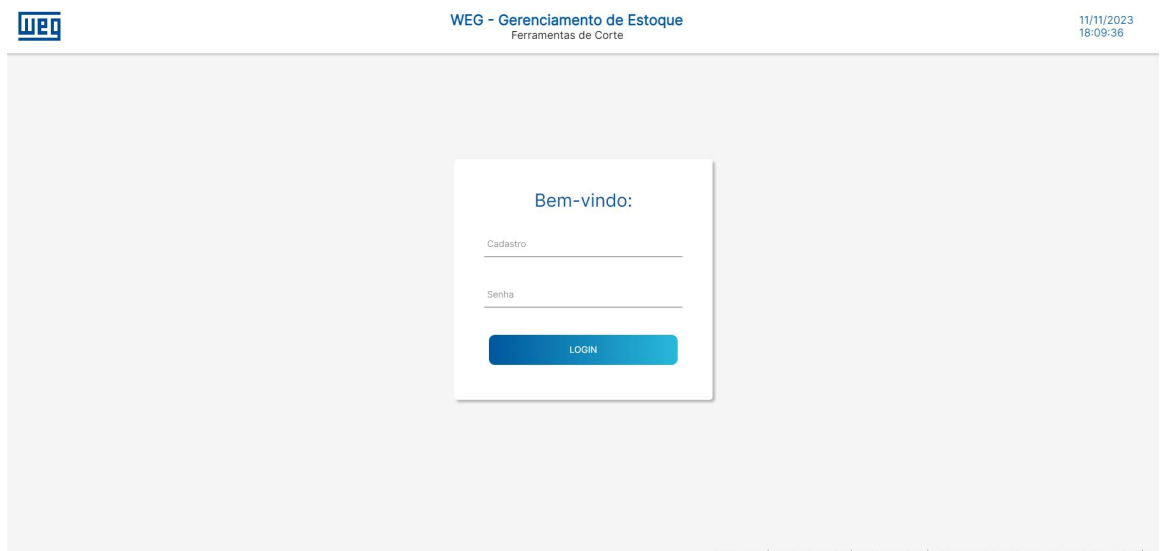 weg
WEG - Gerenciamento de Estoque
Ferramentas de Corte
11/11/2023
18:09:36
Bem-vindo:
Cadastro
Senha
LOGIN